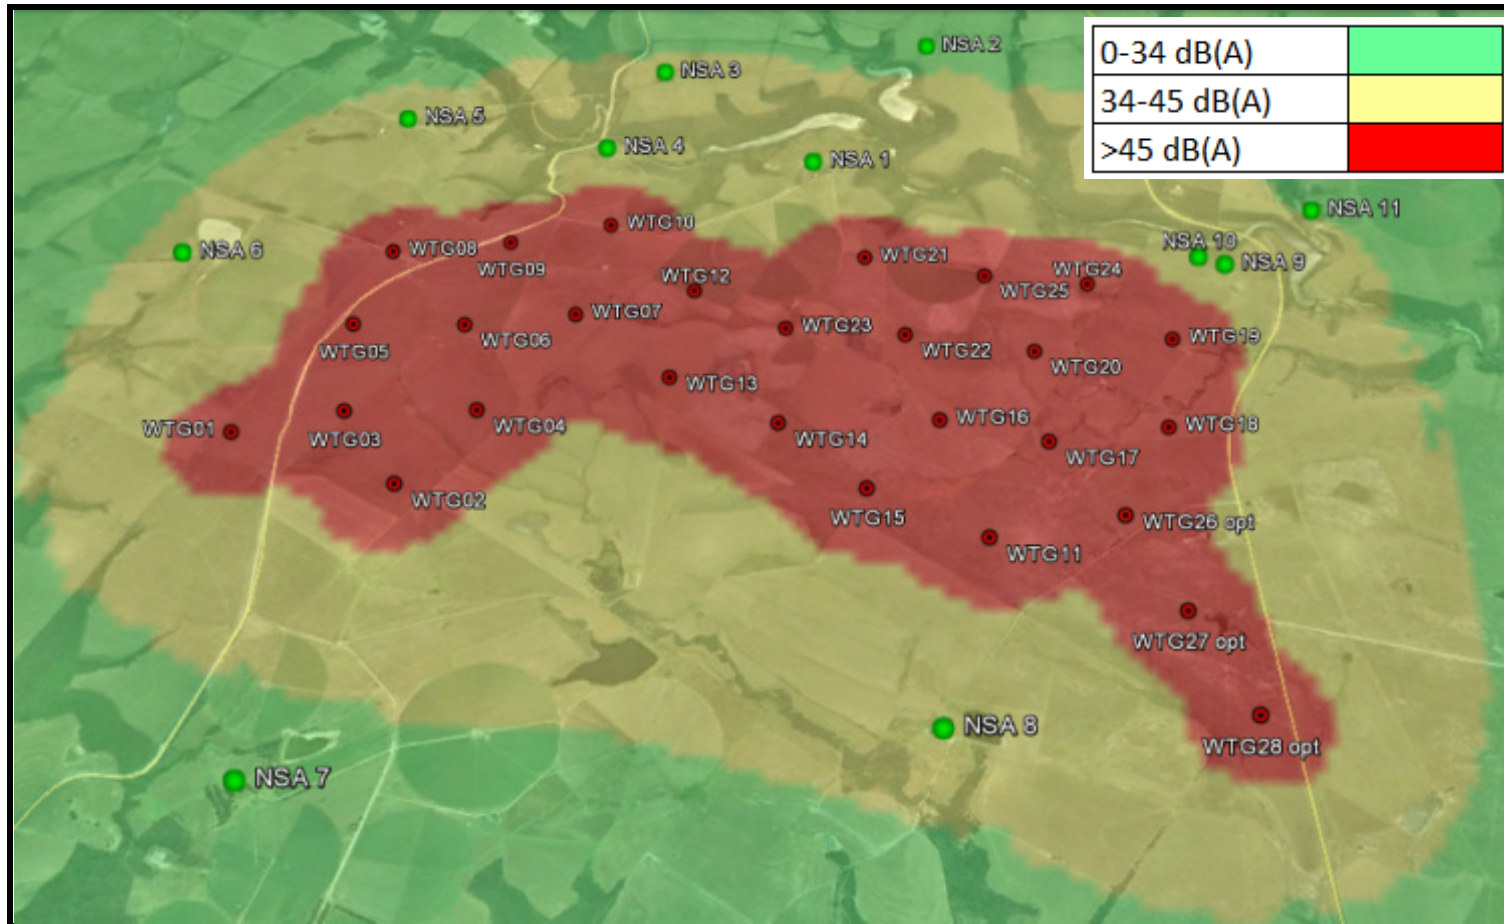 NSA 2
0-34 dB(A)
34-45 dB(A)
>45 dB(A)
NSA 3
NSA 5
NSA 4
NSA 1
NSA 11
NSA 10
NSA 9
NSA 6
WTG10
WTG08
WTG09
WTG21
WTG24
WTG12
WTG25
WTG07
WTG23
WTG06
WTG05
WTG22
WTG19
WTG20
WTG13
WTG01
WTG03
WTG04
WTG14
WTG16
WTG18
WTG17
WTG02
WTG15
WTG26 opt
WTG11
WTG27 opt
NSA 8
WTG28 opt
NSA 7